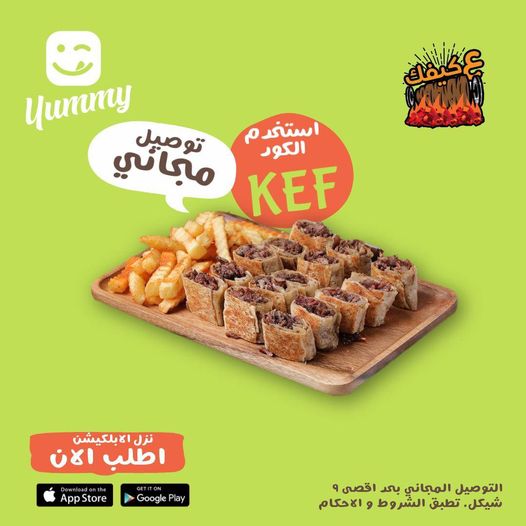 Yummy
ع كيفك
توصيل
مجاني
استخدم
الكود
KEF
نزل الابلكيشن
اطلب الان
Download on the
App Store
GET IT ON
Google Play
التوصيل المجاني بحد اقصى ٩
شيكل. تطبق الشروط و الاحكام